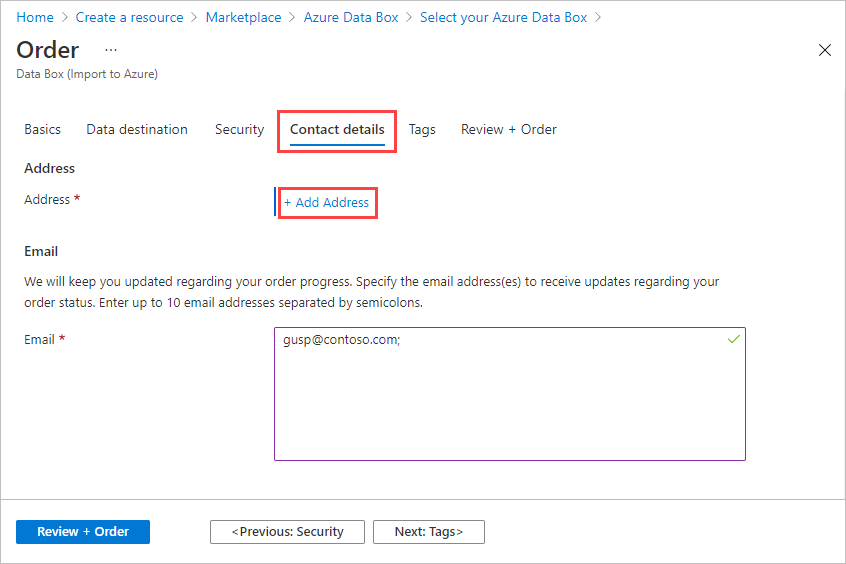 Home > Create a resource > Marketplace > Azure Data Box > Select your Azure Data Box >
Order ...
Data Box (Import to Azure)
Basics Data destination Security Contact details Tags Review + Order
Address
Address * + Add Address
Email
We will keep you updated regarding your order progress. Specify the email address(es) to receive updates regarding your
order status. Enter up to 10 email addresses separated by semicolons.
Email * gusp@contoso.com;
Review + Order <Previous: Security Next: Tags>